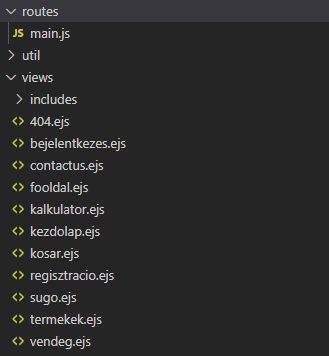 routes
JS main.js
util
views
includes
404.ejs
bejelentkezes.ejs
contactus.ejs
fooldal.ejs
kalkulator.ejs
kezdolap.ejs
kosar.ejs
regisztracio.ejs
sugo.ejs
termekek.ejs
vendeg.ejs